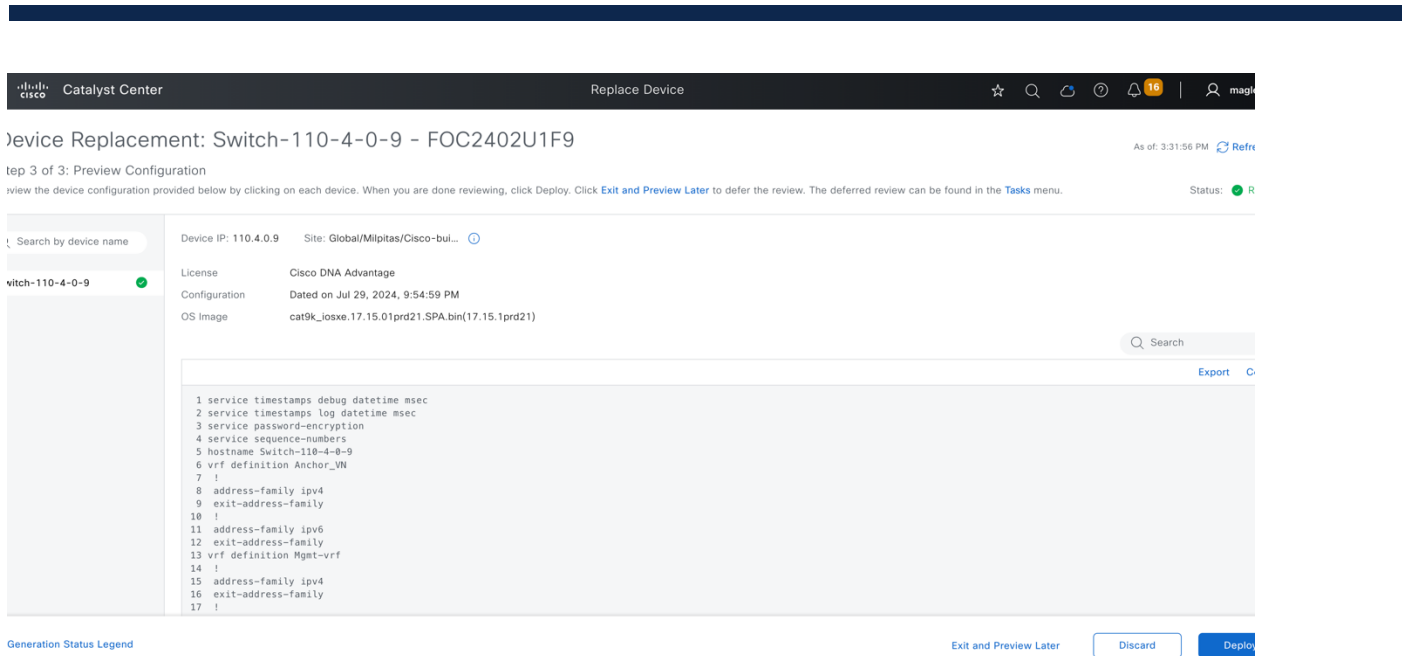 cisco Catalyst Center Replace Device 16 magl
Device Replacement: Switch-110-4-0-9 - FOC2402U1F9
As of: 3:31:56 PM Refre
tep 3 of 3: Preview Configuration
eview the device configuration provided below by clicking on each device. When you are done reviewing, click Deploy. Click Exit and Preview Later to defer the review. The deferred review can be found in the Tasks menu. Status: R
Search by device name
witch-110-4-0-9
Device IP: 110.4.0.9 Site: Global/Milpitas/Cisco-bui...
License Cisco DNA Advantage
Configuration Dated on Jul 29, 2024, 9:54:59 PM
OS Image cat9k_iosxe.17.15.01prd21.SPA.bin(17.15.1prd21)
Search
Export C
1 service timestamps debug datetime msec
2 service timestamps log datetime msec
3 service password-encryption
4 service sequence-numbers
5 hostname Switch-110-4-0-9
6 vrf definition Anchor_VN
7 !
8 address-family ipv4
9 exit-address-family
10 !
11 address-family ipv6
12 exit-address-family
13 vrf definition Mgmt-vrf
14 !
15 address-family ipv4
16 exit-address-family
17 !
Generation Status Legend Exit and Preview Later Discard Deploy